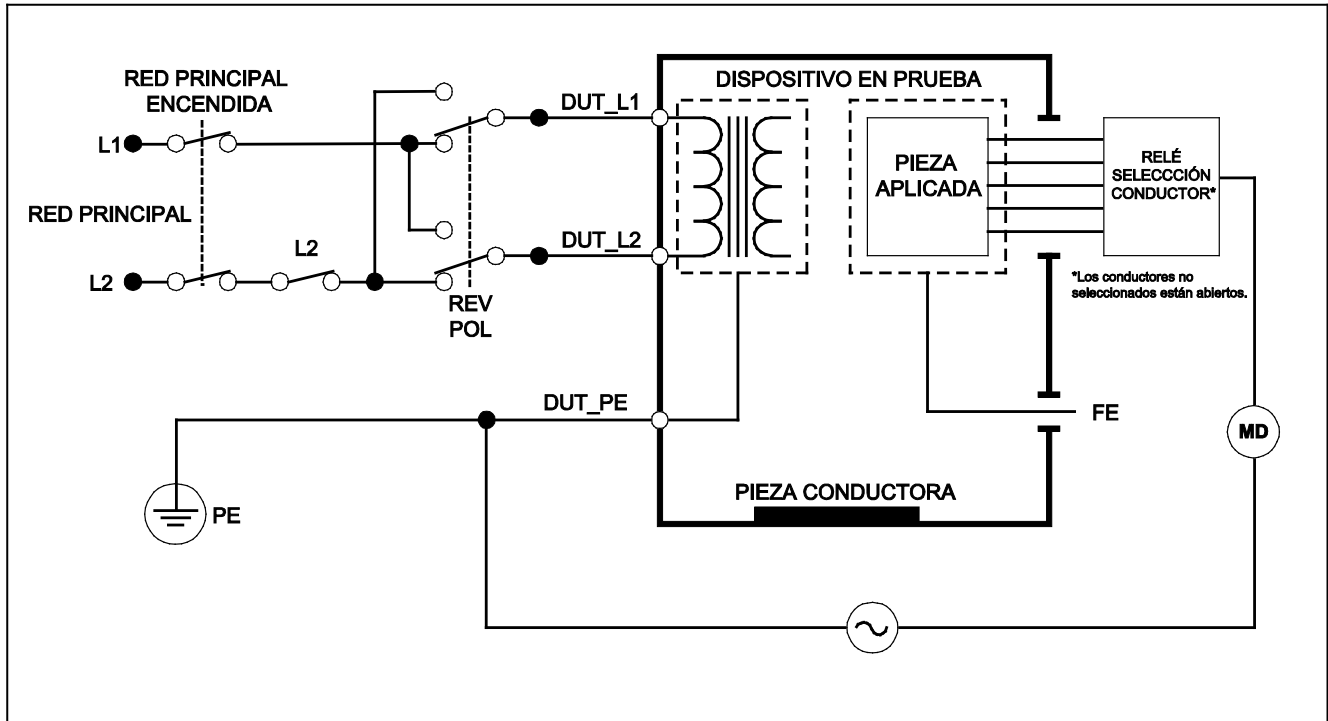 RED PRINCIPAL
ENCENDIDA
L1
RED PRINCIPAL
L2
L2
REV
POL
DUT_L1
DUT_L2
DUT_PE
PE
DISPOSITIVO EN PRUEBA
PIEZA
APLICADA
RELÉ
SELECCCIÓN
CONDUCTOR*
*Los conductores no
seleccionados están abiertos.
FE
MD
PIEZA CONDUCTORA